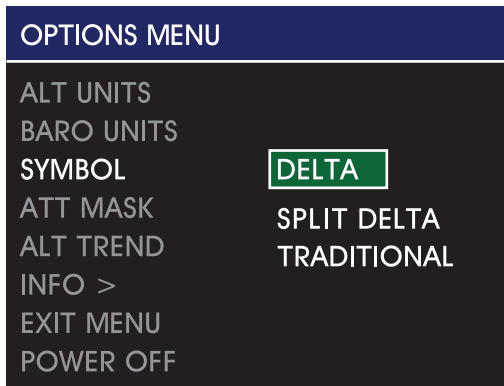 OPTIONS MENU
ALT UNITS
BARO UNITS
SYMBOL DELTA
ATT MASK SPLIT DELTA
ALT TREND TRADITIONAL
INFO >
EXIT MENU
POWER OFF